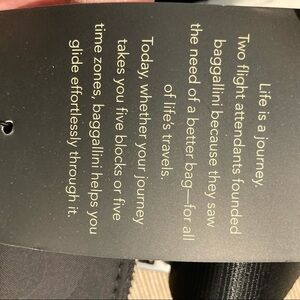 Life is a journey.
Two flight attendants founded
baggallini because they saw
the need of a better bag—for all
of life's travels.
Today, whether your journey
takes you five blocks or five
time zones, baggallini helps you
glide effortlessly through it.